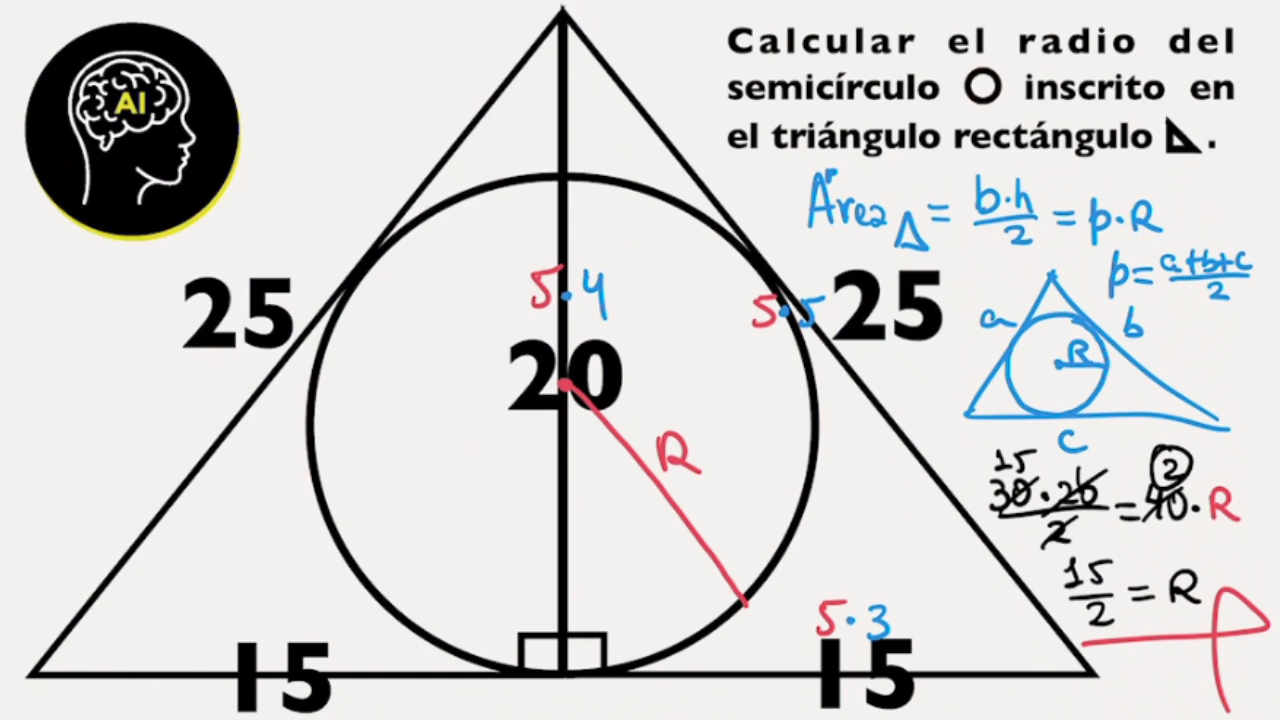 AI
Calcular el radio del
semicírculo inscrito en
el triángulo rectángulo .
Área△ = b·h/2 = p·R
p = a+b+c/2
25
5·4
5·5
25
20
a
b
R
c
R
15
30·20/2 = 40·R
2
15/2 = R
5·3
15
15